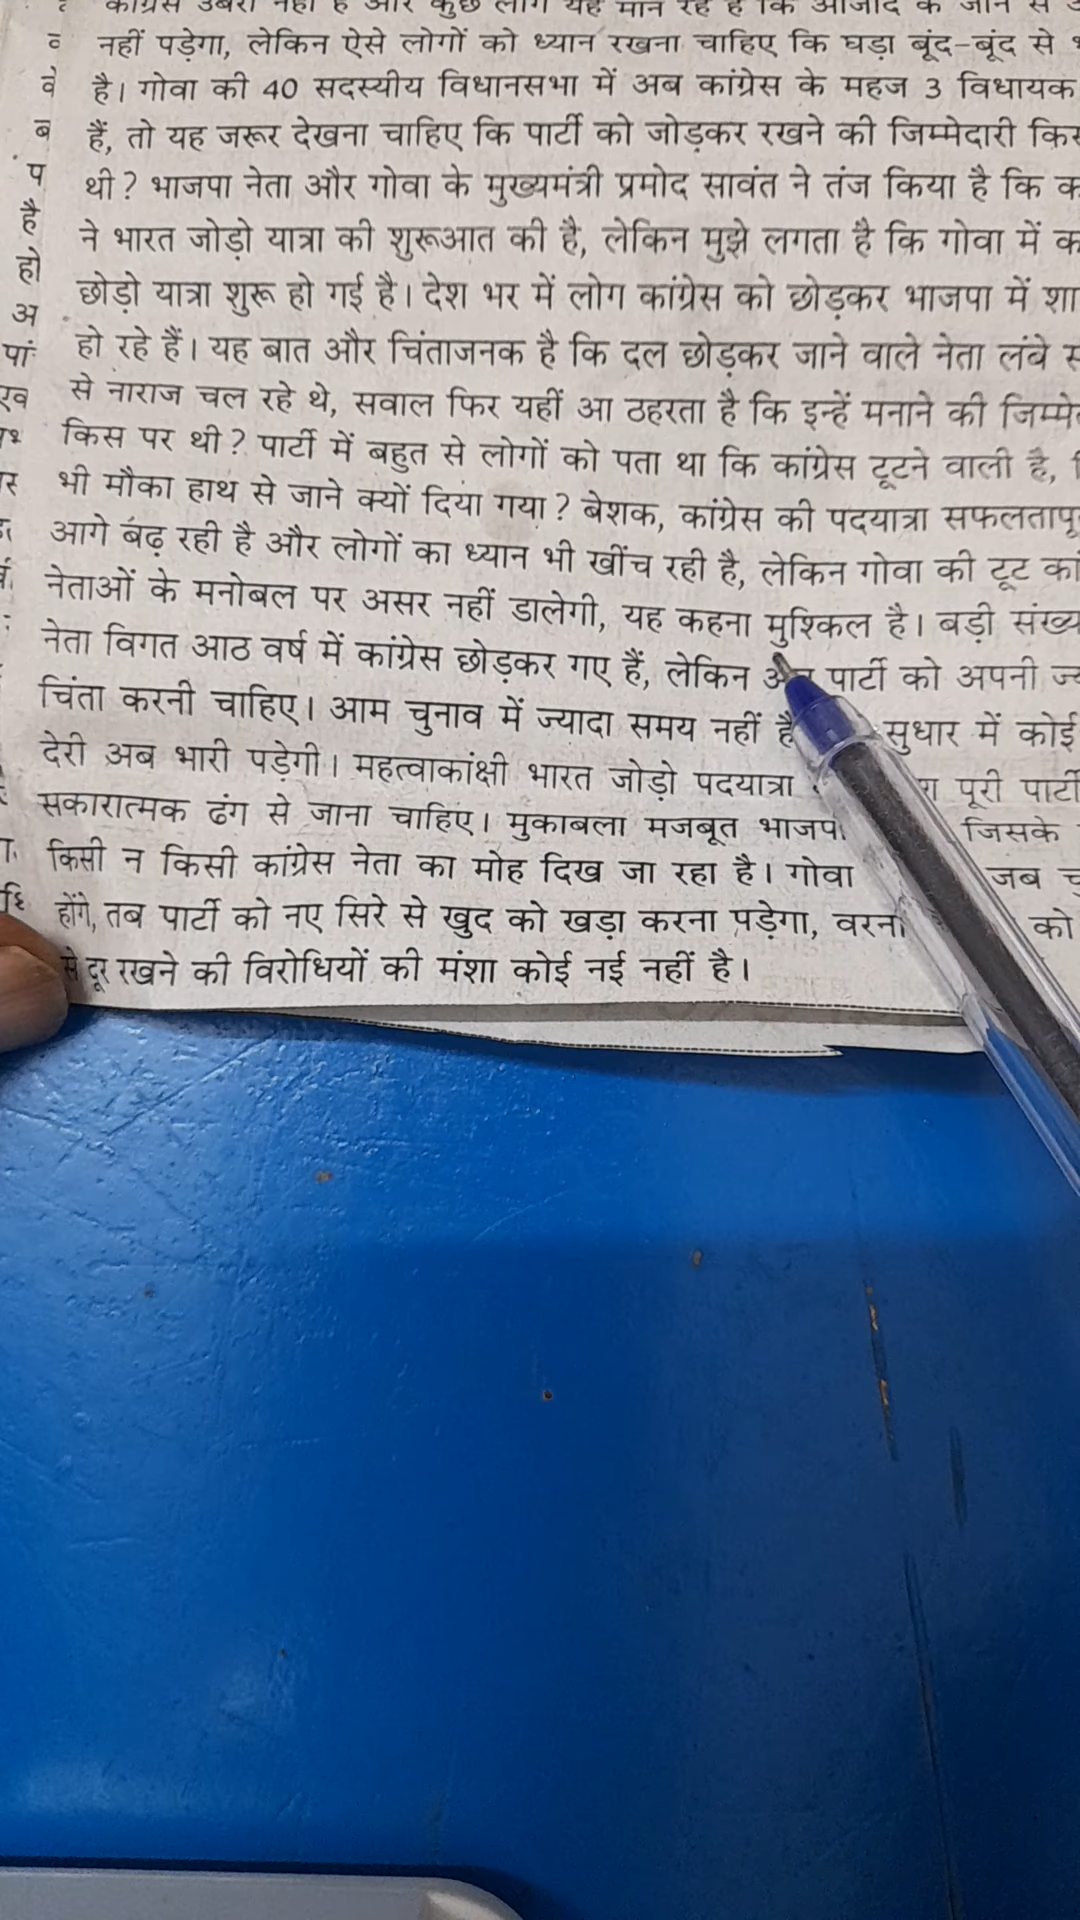 नहीं पड़ेगा, लेकिन ऐसे लोगों को ध्यान रखना चाहिए कि घड़ा बूंद-बूंद से
है। गोवा की 40 सदस्यीय विधानसभा में अब कांग्रेस के महज 3 विधायक
हैं, तो यह जरूर देखना चाहिए कि पार्टी को जोड़कर रखने की जिम्मेदारी
थी? भाजपा नेता और गोवा के मुख्यमंत्री प्रमोद सावंत ने तंज किया है कि
ने भारत जोड़ो यात्रा की शुरूआत की है, लेकिन मुझे लगता है कि गोवा में
छोड़ो यात्रा शुरू हो गई है। देश भर में लोग कांग्रेस को छोड़कर भाजपा में
हो रहे हैं। यह बात और चिंताजनक है कि दल छोड़कर जाने वाले नेता लंबे
से नाराज चल रहे थे, सवाल फिर यहीं आ ठहरता है कि इन्हें मनाने की
किस पर थी? पार्टी में बहुत से लोगों को पता था कि कांग्रेस टूटने वाली है,
भी मौका हाथ से जाने क्यों दिया गया? बेशक, कांग्रेस की पदयात्रा
आगे बढ़ रही है और लोगों का ध्यान भी खींच रही है, लेकिन गोवा की टूट
नेताओं के मनोबल पर असर नहीं डालेगी, यह कहना मुश्किल है। बड़ी
नेता विगत आठ वर्ष में कांग्रेस छोड़कर गए हैं, लेकिन पार्टी को अपनी
चिंता करनी चाहिए। आम चुनाव में ज्यादा समय नहीं है सुधार में कोई
देरी अब भारी पड़ेगी। महत्वाकांक्षी भारत जोड़ो पदयात्रा पूरी पार्टी
सकारात्मक ढंग से जाना चाहिए। मुकाबला मजबूत जिसके
किसी न किसी कांग्रेस नेता का मोह दिख जा रहा है। गोवा जब
होंगे, तब पार्टी को नए सिरे से खुद को खड़ा करना पड़ेगा, को
से दूर रखने की विरोधियों की मंशा कोई नई नहीं है।